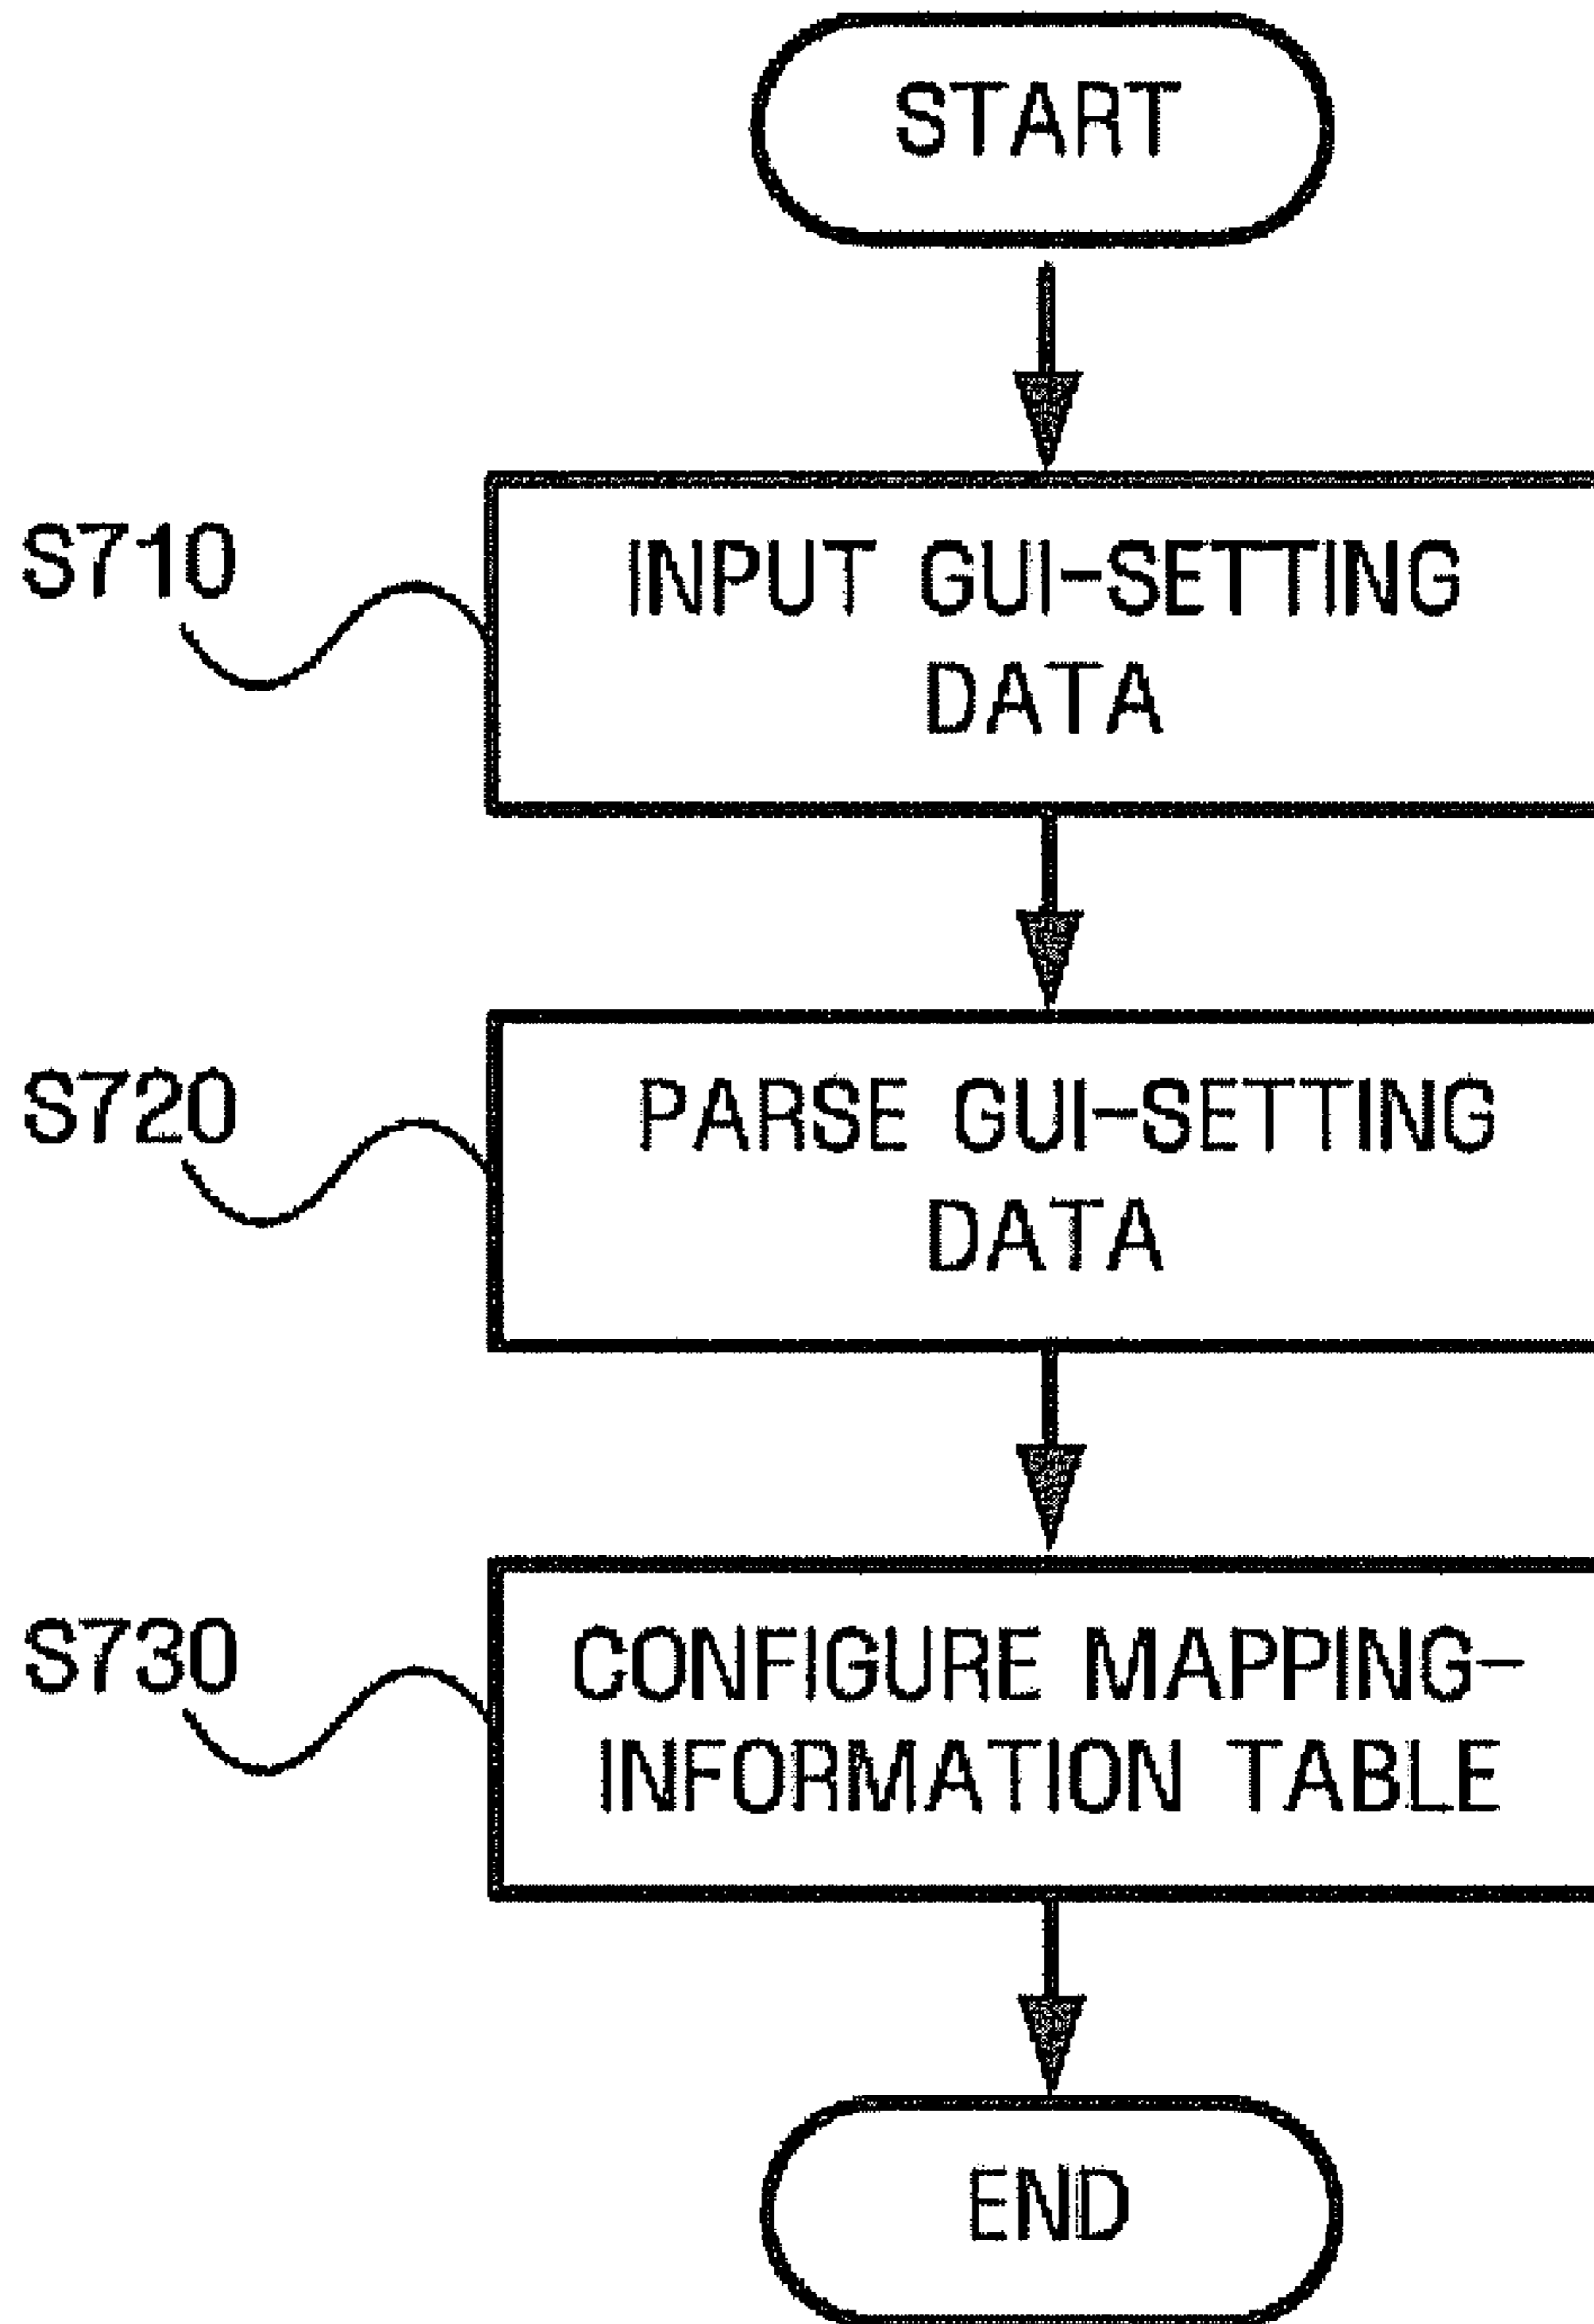 START
S710
INPUT GUI-SETTING
DATA
S720
PARSE GUI-SETTING
DATA
S730
CONFIGURE MAPPING-
INFORMATION TABLE
END